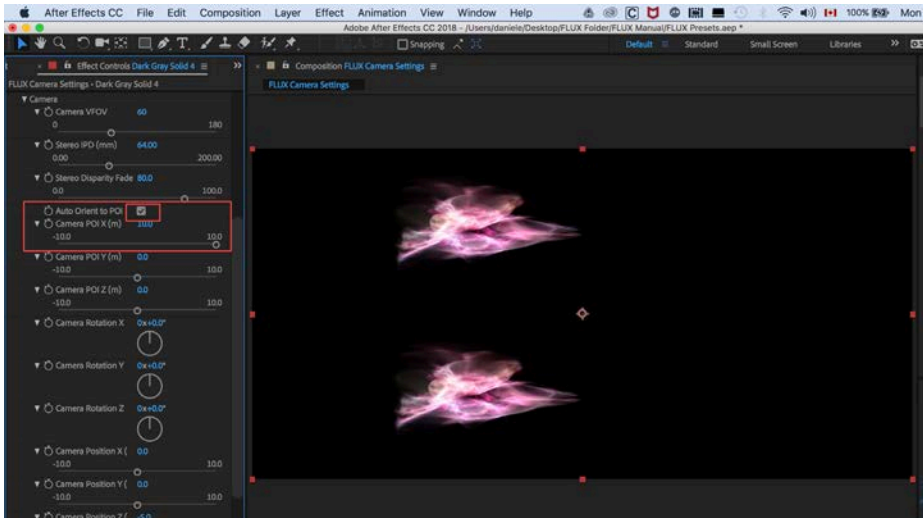 After Effects CC File Edit Composition Layer Effect Animation View Window Help 100% Mon
Adobe After Effects CC 2018 - /Users/daniele/Desktop/FLUX Folder/FLUX Manual/FLUX Presets.aep *
Snapping Default Standard Small Screen Libraries
Effect Controls Dark Gray Solid 4 Composition FLUX Camera Settings
FLUX Camera Settings • Dark Gray Solid 4 FLUX Camera Settings
Camera
Camera VFOV 60
0 180
Stereo IPD (mm) 64.00
0.00 200.00
Stereo Disparity Fade 80.0
0.0 100.0
Auto Orient to POI
Camera POI X (m) 10.0
-10.0 10.0
Camera POI Y (m) 0.0
-10.0 10.0
Camera POI Z (m) 0.0
-10.0 10.0
Camera Rotation X 0x+0.0°
Camera Rotation Y 0x+0.0°
Camera Rotation Z 0x+0.0°
Camera Position X ( 0.0
-10.0 10.0
Camera Position Y ( 0.0
-10.0 10.0
Camera Position Z ( -5.0